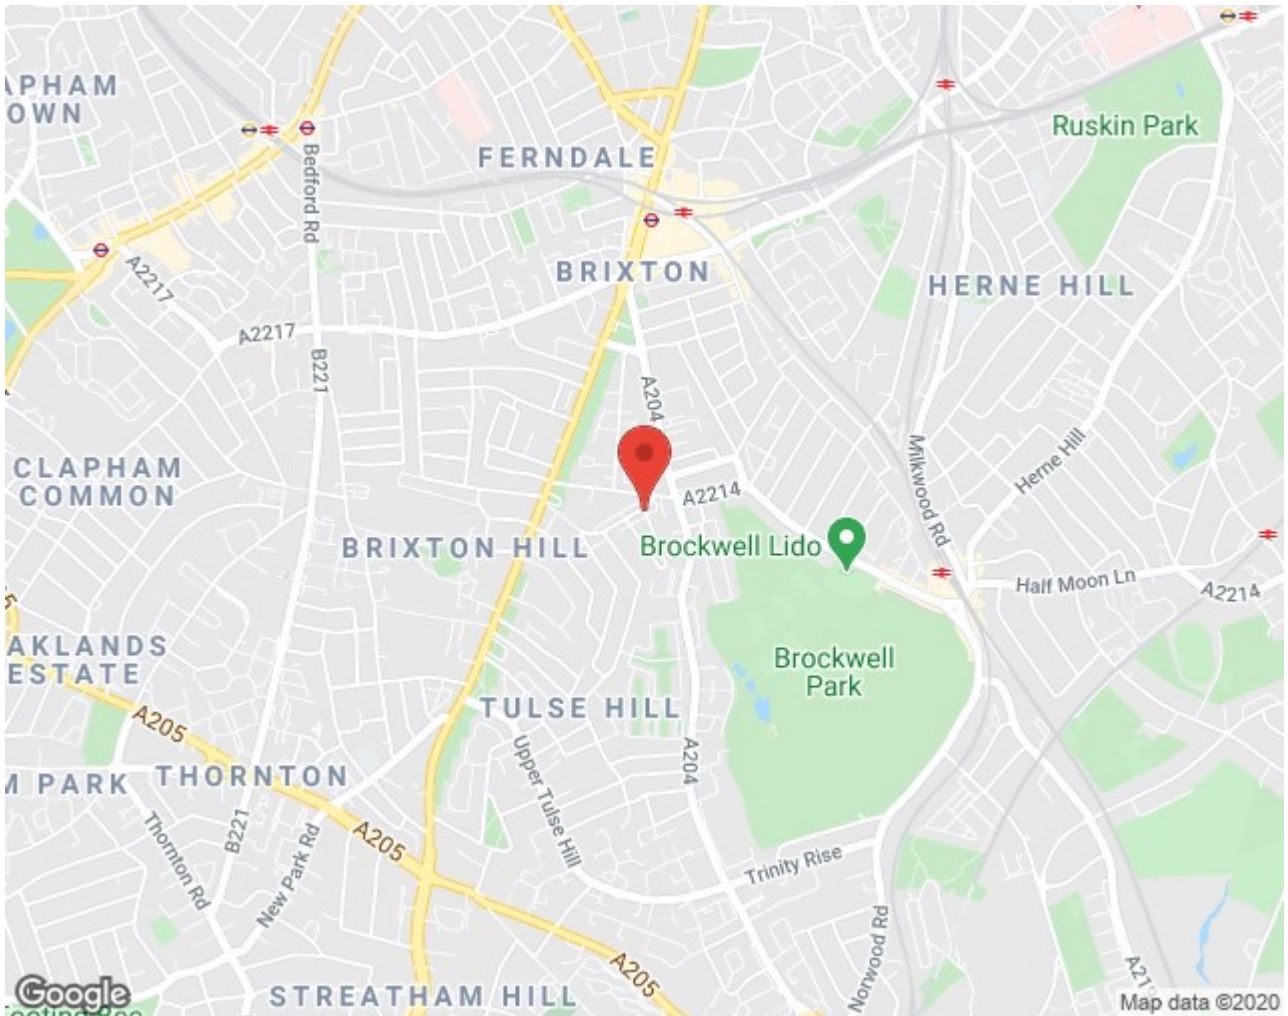 APHAM
OWN
Bedford Rd
FERNDALE
Ruskin Park
BRIXTON
A2217
A2217
HERNE HILL
B221
A204
CLAPHAM
COMMON
Milkwood Rd
Herne Hill
A2214
BRIXTON HILL
Brockwell Lido
Half Moon Ln
A2214
5
AKLANDS
ESTATE
Brockwell
Park
TULSE HILL
A205
Upper Tulse Hill
A204
M PARK
THORNTON
Thornton Rd
B221
New Park Rd
A205
Trinity Rise
Norwood Rd
A205
STREATHAM HILL
Google
Map data ©2020